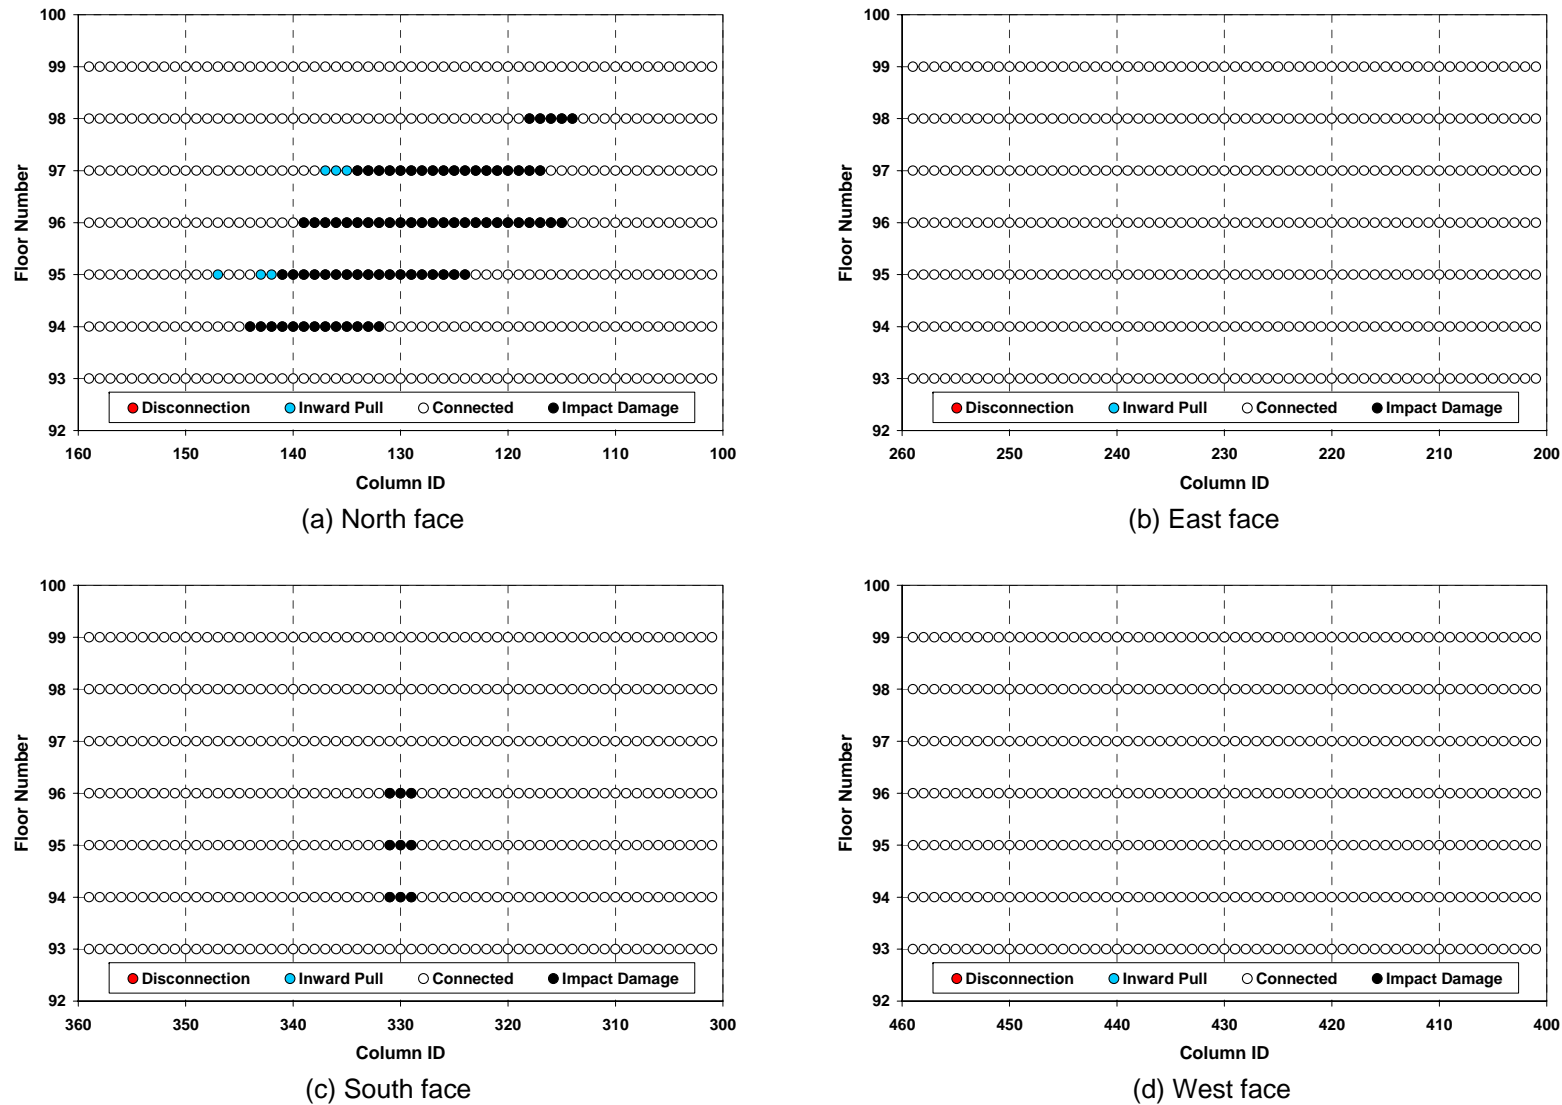 100
99
98
97
96
95
94
93
92
Floor Number
Disconnection Inward Pull Connected Impact Damage
160 150 140 130 120 110 100
Column ID
(a) North face
100
99
98
97
96
95
94
93
92
Floor Number
Disconnection Inward Pull Connected Impact Damage
260 250 240 230 220 210 200
Column ID
(b) East face
100
99
98
97
96
95
94
93
92
Floor Number
Disconnection Inward Pull Connected Impact Damage
360 350 340 330 320 310 300
Column ID
(c) South face
100
99
98
97
96
95
94
93
92
Floor Number
Disconnection Inward Pull Connected Impact Damage
460 450 440 430 420 410 400
Column ID
(d) West face